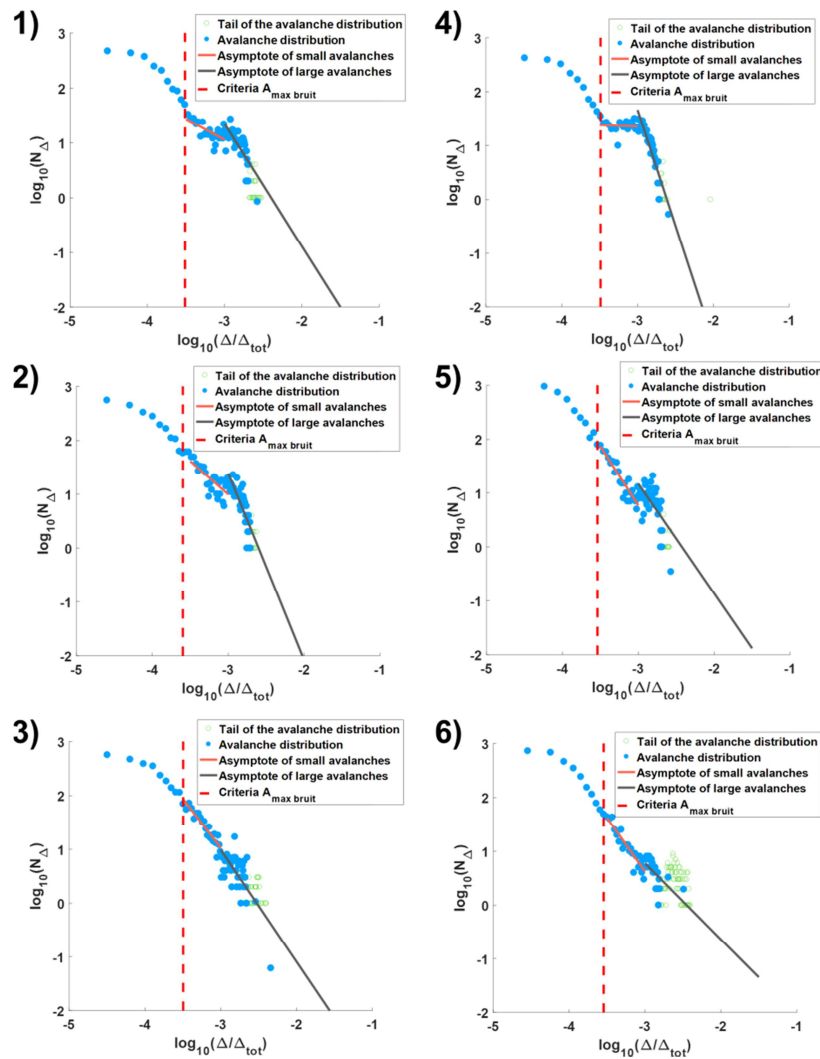 1)
3
2
1
0
-1
-2
log10(NΔ)
-5 -4 -3 -2 -1
log10(Δ/Δtot)
Tail of the avalanche distribution
Avalanche distribution
Asymptote of small avalanches
Asymptote of large avalanches
Criteria Amax bruit
4)
3
2
1
0
-1
-2
log10(NΔ)
-5 -4 -3 -2 -1
log10(Δ/Δtot)
Tail of the avalanche distribution
Avalanche distribution
Asymptote of small avalanches
Asymptote of large avalanches
Criteria Amax bruit
2)
3
2
1
0
-1
-2
log10(NΔ)
-5 -4 -3 -2 -1
log10(Δ/Δtot)
Tail of the avalanche distribution
Avalanche distribution
Asymptote of small avalanches
Asymptote of large avalanches
Criteria Amax bruit
5)
3
2
1
0
-1
-2
log10(NΔ)
-5 -4 -3 -2 -1
log10(Δ/Δtot)
Tail of the avalanche distribution
Avalanche distribution
Asymptote of small avalanches
Asymptote of large avalanches
Criteria Amax bruit
3)
3
2
1
0
-1
-2
log10(NΔ)
-5 -4 -3 -2 -1
log10(Δ/Δtot)
Tail of the avalanche distribution
Avalanche distribution
Asymptote of small avalanches
Asymptote of large avalanches
Criteria Amax bruit
6)
3
2
1
0
-1
-2
log10(NΔ)
-5 -4 -3 -2 -1
log10(Δ/Δtot)
Tail of the avalanche distribution
Avalanche distribution
Asymptote of small avalanches
Asymptote of large avalanches
Criteria Amax bruit